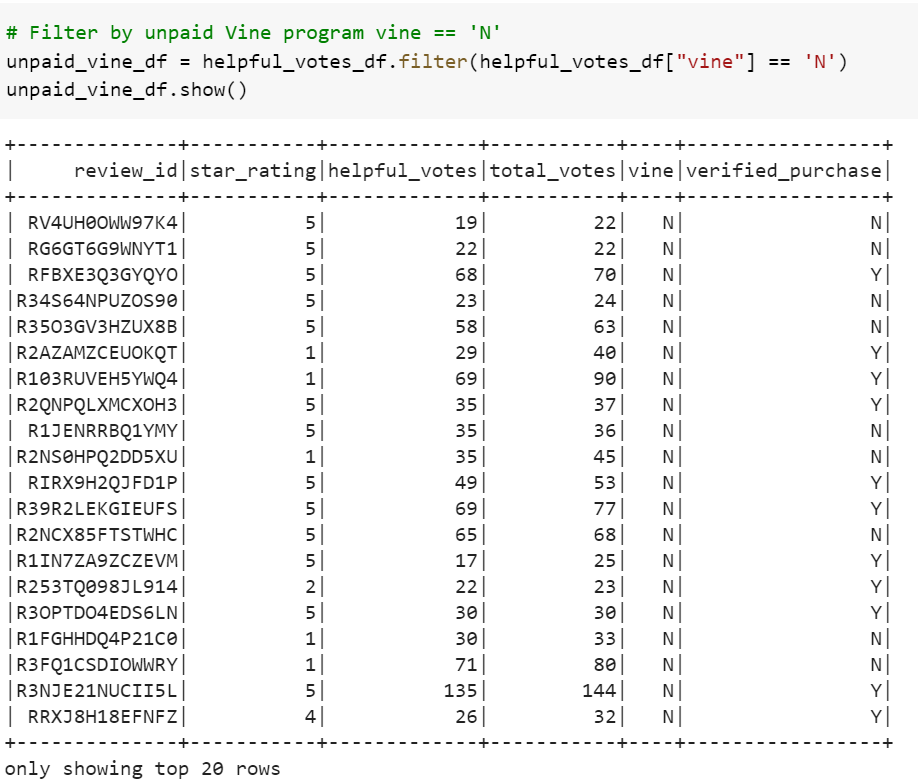 # Filter by unpaid Vine program vine == 'N'
unpaid_vine_df = helpful_votes_df.filter(helpful_votes_df["vine"] == 'N')
unpaid_vine_df.show()
+--------------+-----------+-------------+-----------+----+-----------------+
|     review_id|star_rating|helpful_votes|total_votes|vine|verified_purchase|
+--------------+-----------+-------------+-----------+----+-----------------+
| RV4UH0OWW97K4|          5|           19|         22|   N|                N|
| RG6GT6G9WNYT1|          5|           22|         22|   N|                N|
| RFBXE3Q3GYQYO|          5|           68|         70|   N|                Y|
|R34S64NPUZOS90|          5|           23|         24|   N|                N|
|R35O3GV3HZUX8B|          5|           58|         63|   N|                N|
|R2AZAMZCEUOKQT|          1|           29|         40|   N|                Y|
|R103RUVEH5YWQ4|          1|           69|         90|   N|                Y|
|R2QNPQLXMCXOH3|          5|           35|         37|   N|                Y|
| R1JENRRBQ1YMY|          5|           35|         36|   N|                N|
|R2NS0HPQ2DD5XU|          1|           35|         45|   N|                N|
| RIRX9H2QJFD1P|          5|           49|         53|   N|                Y|
|R39R2LEKGIEUFS|          5|           69|         77|   N|                Y|
|R2NCX85FTSTWHC|          5|           65|         68|   N|                N|
|R1IN7ZA9ZCZEVM|          5|           17|         25|   N|                Y|
|R253TQ098JL914|          2|           22|         23|   N|                Y|
|R3OPTDO4EDS6LN|          5|           30|         30|   N|                Y|
|R1FGHHDQ4P21C0|          1|           30|         33|   N|                N|
|R3FQ1CSDIOWWRY|          1|           71|         80|   N|                N|
|R3NJE21NUCII5L|          5|          135|        144|   N|                Y|
| RRXJ8H18EFNFZ|          4|           26|         32|   N|                Y|
+--------------+-----------+-------------+-----------+----+-----------------+
only showing top 20 rows